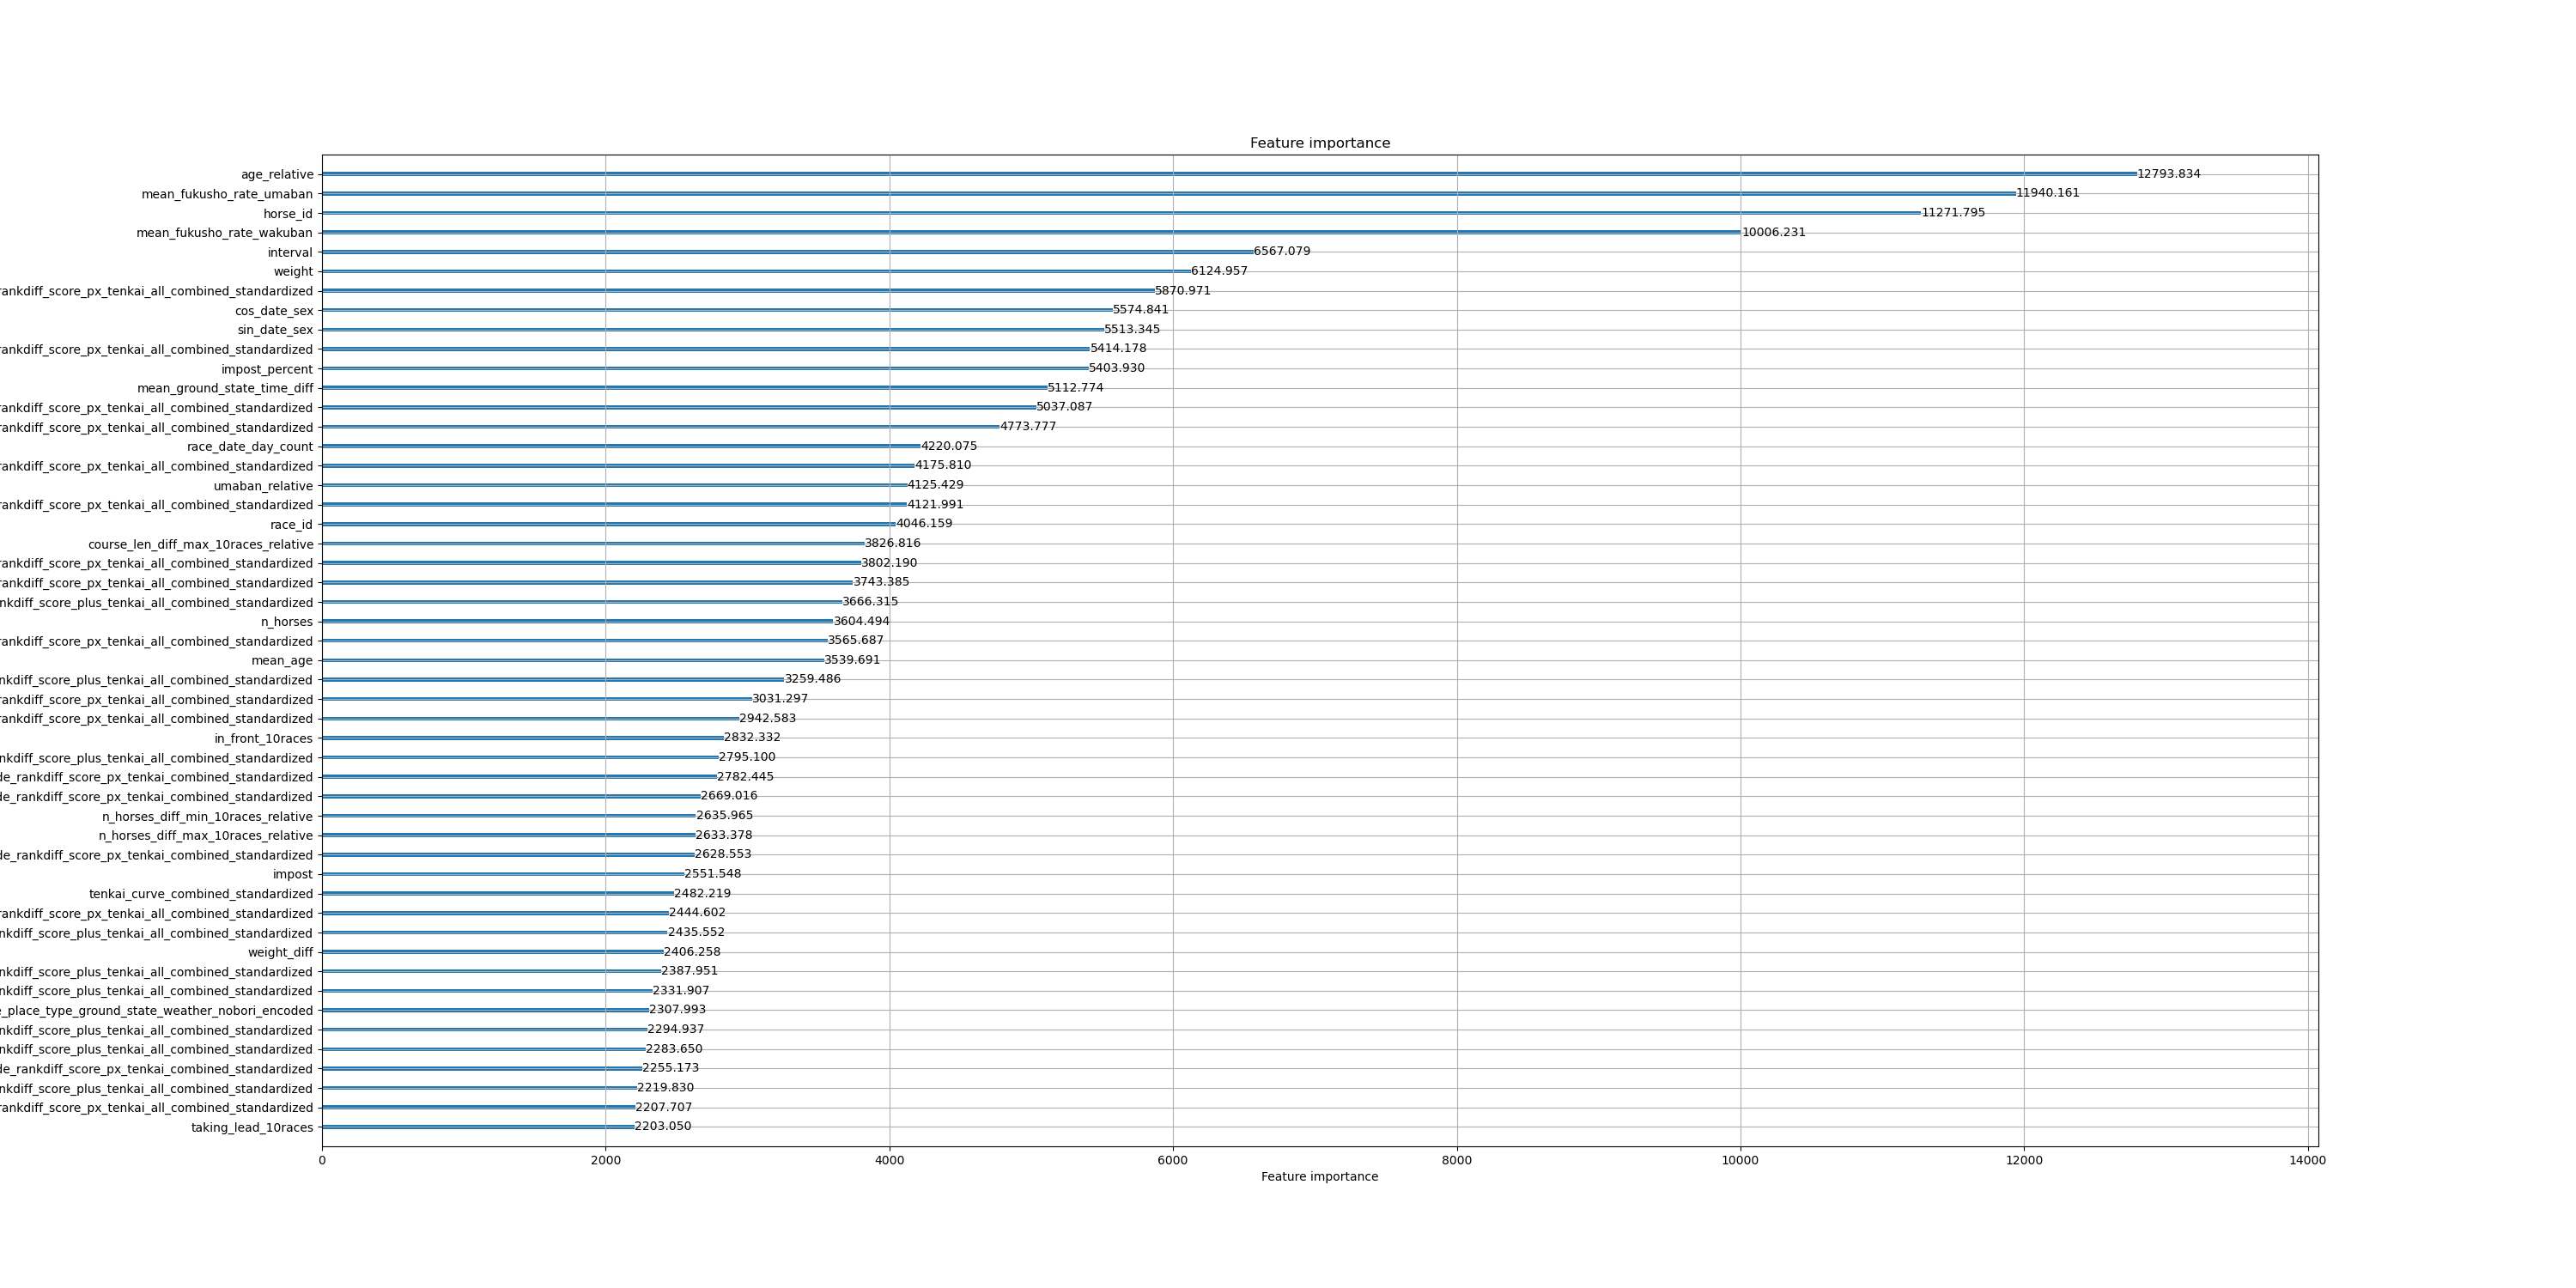 Feature importance
age_relative 12793.834
mean_fukusho_rate_umaban 11940.161
horse_id 11271.795
mean_fukusho_rate_wakuban 10006.231
interval 6567.079
weight 6124.957
rankdiff_score_px_tenkai_all_combined_standardized 5870.971
cos_date_sex 5574.841
sin_date_sex 5513.345
rankdiff_score_px_tenkai_all_combined_standardized 5414.178
impost_percent 5403.930
mean_ground_state_time_diff 5112.774
rankdiff_score_px_tenkai_all_combined_standardized 5037.087
rankdiff_score_px_tenkai_all_combined_standardized 4773.777
race_date_day_count 4220.075
rankdiff_score_px_tenkai_all_combined_standardized 4175.810
umaban_relative 4125.429
rankdiff_score_px_tenkai_all_combined_standardized 4121.991
race_id 4046.159
course_len_diff_max_10races_relative 3826.816
rankdiff_score_px_tenkai_all_combined_standardized 3802.190
rankdiff_score_px_tenkai_all_combined_standardized 3743.385
nkdiff_score_plus_tenkai_all_combined_standardized 3666.315
n_horses 3604.494
rankdiff_score_px_tenkai_all_combined_standardized 3565.687
mean_age 3539.691
nkdiff_score_plus_tenkai_all_combined_standardized 3259.486
rankdiff_score_px_tenkai_all_combined_standardized 3031.297
rankdiff_score_px_tenkai_all_combined_standardized 2942.583
in_front_10races 2832.332
nkdiff_score_plus_tenkai_all_combined_standardized 2795.100
de_rankdiff_score_px_tenkai_combined_standardized 2782.445
de_rankdiff_score_px_tenkai_combined_standardized 2669.016
n_horses_diff_min_10races_relative 2635.965
n_horses_diff_max_10races_relative 2633.378
de_rankdiff_score_px_tenkai_combined_standardized 2628.553
impost 2551.548
tenkai_curve_combined_standardized 2482.219
rankdiff_score_px_tenkai_all_combined_standardized 2444.602
nkdiff_score_plus_tenkai_all_combined_standardized 2435.552
weight_diff 2406.258
nkdiff_score_plus_tenkai_all_combined_standardized 2387.951
nkdiff_score_plus_tenkai_all_combined_standardized 2331.907
e_place_type_ground_state_weather_nobori_encoded 2307.993
nkdiff_score_plus_tenkai_all_combined_standardized 2294.937
nkdiff_score_plus_tenkai_all_combined_standardized 2283.650
de_rankdiff_score_px_tenkai_combined_standardized 2255.173
nkdiff_score_plus_tenkai_all_combined_standardized 2219.830
rankdiff_score_px_tenkai_all_combined_standardized 2207.707
taking_lead_10races 2203.050
0 2000 4000 6000 8000 10000 12000 14000
Feature importance